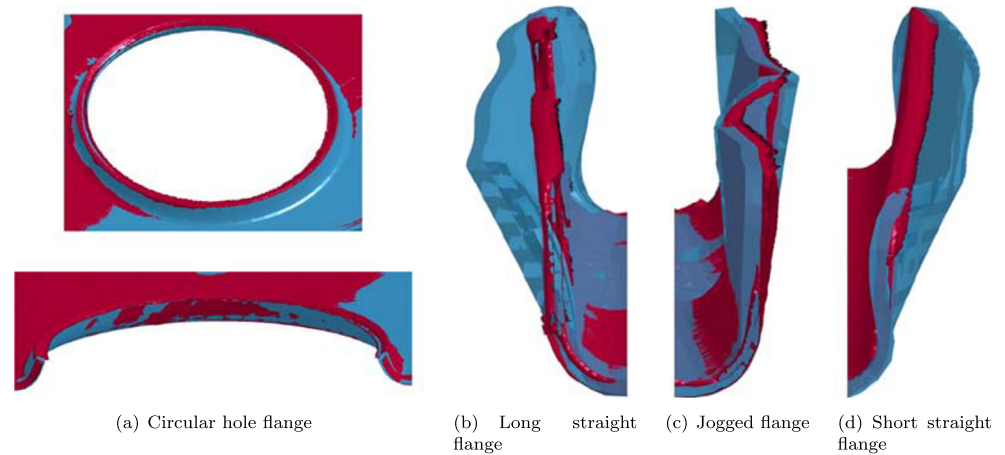 (a) Circular hole flange
(b) Long straight
flange
(c) Jogged flange
(d) Short straight
flange